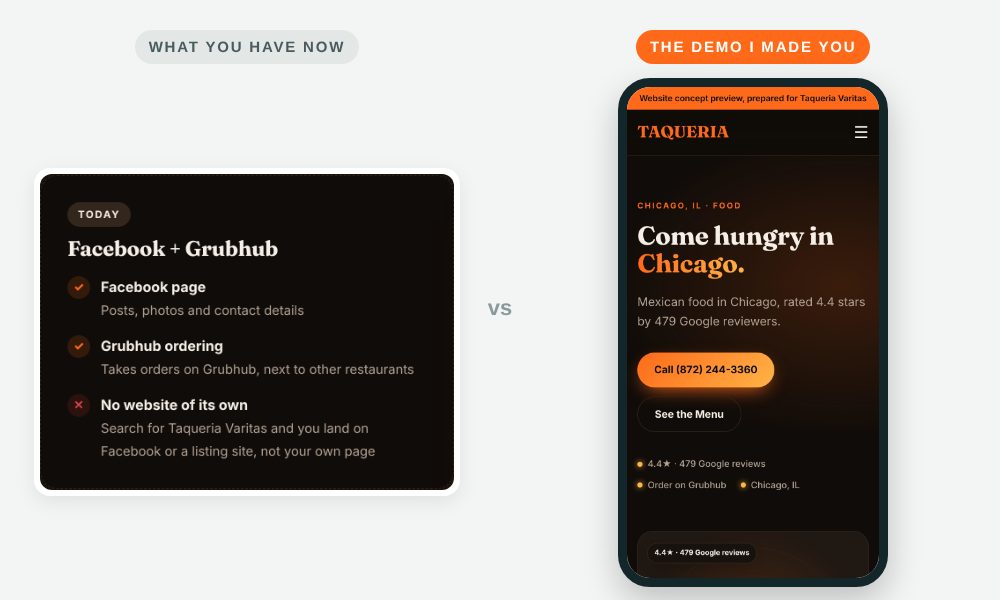 WHAT YOU HAVE NOW
TODAY
Facebook + Grubhub
Facebook page
Posts, photos and contact details
Grubhub ordering
Takes orders on Grubhub, next to other restaurants
No website of its own
Search for Taqueria Varitas and you land on
Facebook or a listing site, not your own page
vs
THE DEMO I MADE YOU
Website concept preview, prepared for Taqueria Varitas
TAQUERIA
CHICAGO, IL · FOOD
Come hungry in
Chicago.
Mexican food in Chicago, rated 4.4 stars
by 479 Google reviewers.
Call (872) 244-3360
See the Menu
4.4★ · 479 Google reviews
Order on Grubhub
Chicago, IL
4.4★ · 479 Google reviews